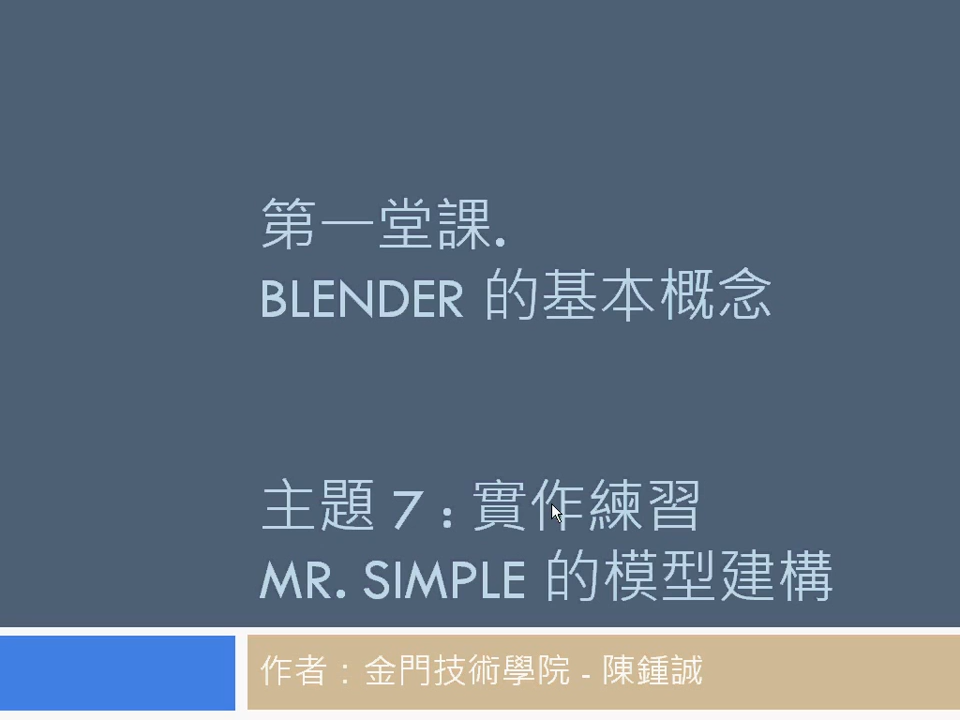 第一堂課.
BLENDER 的基本概念
主題 7 : 實作練習
MR. SIMPLE 的模型建構
作者：金門技術學院 - 陳鍾誠